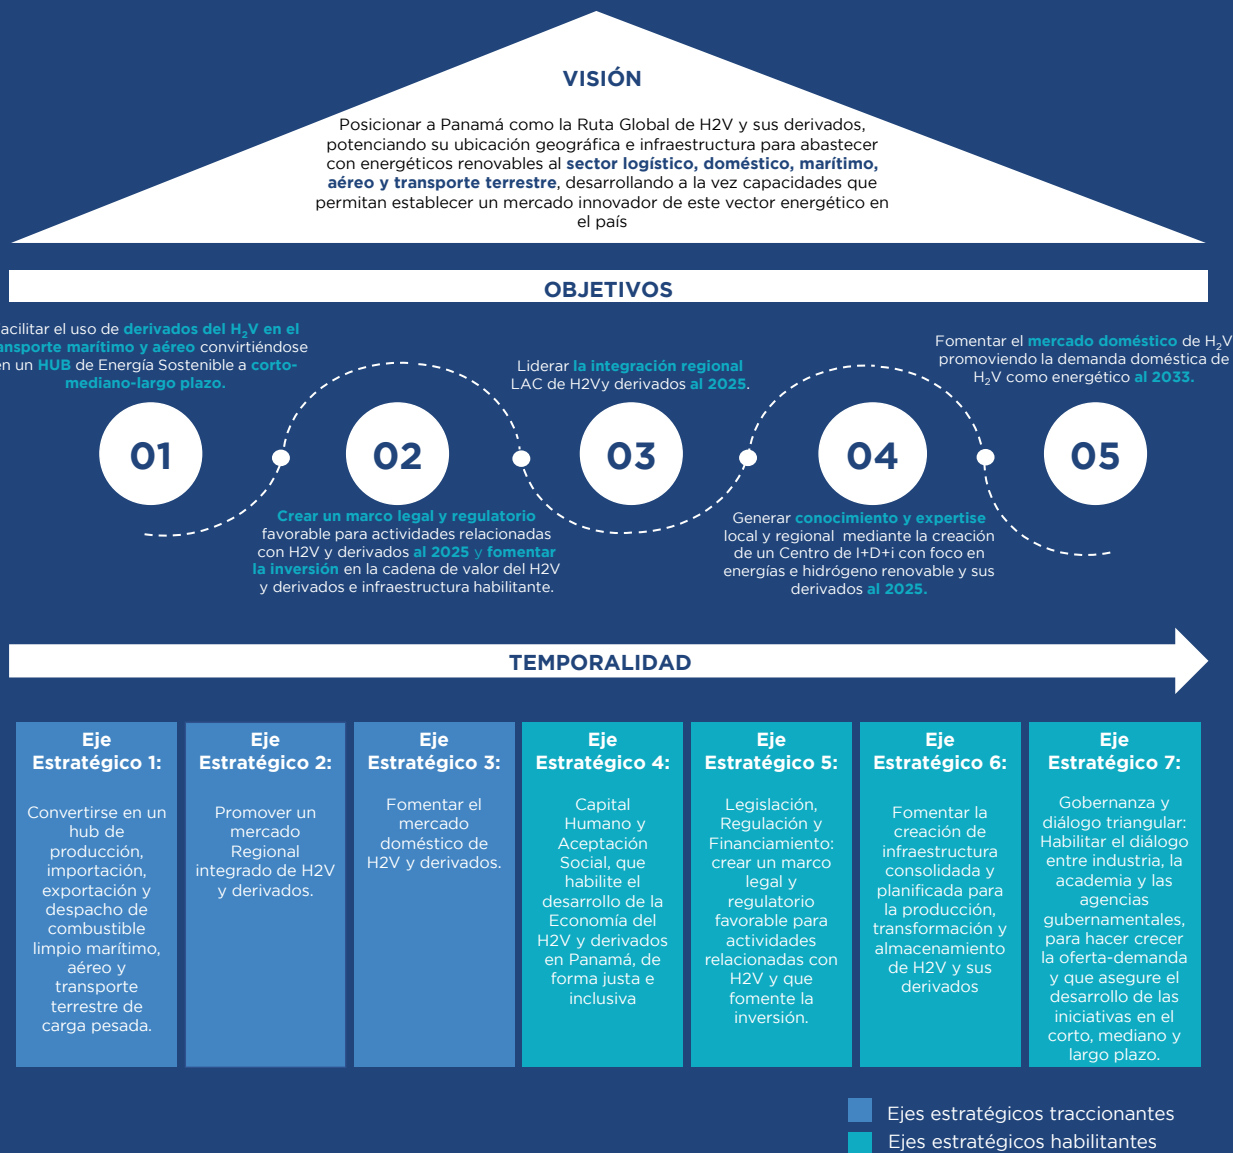 VISIÓN
Posicionar a Panamá como la Ruta Global de H2V y sus derivados,
potenciando su ubicación geográfica e infraestructura para abastecer
con energéticos renovables al sector logístico, doméstico, marítimo,
aéreo y transporte terrestre, desarrollando a la vez capacidades que
permitan establecer un mercado innovador de este vector energético en
el país
OBJETIVOS
acilitar el uso de derivados del H₂V en el
ansporte marítimo y aéreo convirtiéndose
en un HUB de Energía Sostenible a corto-
mediano-largo plazo.
01
02
Crear un marco legal y regulatorio
favorable para actividades relacionadas
con H2V y derivados al 2025 y fomentar
la inversión en la cadena de valor del H2V
y derivados e infraestructura habilitante.
Liderar la integración regional
LAC de H2Vy derivados al 2025.
03
04
Generar conocimiento y expertise
local y regional mediante la creación
de un Centro de I+D+i con foco en
energías e hidrógeno renovable y sus
derivados al 2025.
Fomentar el mercado doméstico de H₂V
promoviendo la demanda doméstica de
H₂V como energético al 2033.
05
TEMPORALIDAD
Eje
Estratégico 1:
Convertirse en un
hub de
producción,
importación,
exportación y
despacho de
combustible
limpio marítimo,
aéreo y
transporte
terrestre de
carga pesada.
Eje
Estratégico 2:
Promover un
mercado
Regional
integrado de H2V
y derivados.
Eje
Estratégico 3:
Fomentar el
mercado
doméstico de
H2V y derivados.
Eje
Estratégico 4:
Capital
Humano y
Aceptación
Social, que
habilite el
desarrollo de la
Economía del
H2V y derivados
en Panamá, de
forma justa e
inclusiva
Eje
Estratégico 5:
Legislación,
Regulación y
Financiamiento:
crear un marco
legal y
regulatorio
favorable para
actividades
relacionadas con
H2V y que
fomente la
inversión.
Eje
Estratégico 6:
Fomentar la
creación de
infraestructura
consolidada y
planificada para
la producción,
transformación y
almacenamiento
de H2V y sus
derivados
Eje
Estratégico 7:
Gobernanza y
diálogo triangular:
Habilitar el diálogo
entre industria, la
academia y las
agencias
gubernamentales,
para hacer crecer
la oferta-demanda
y que asegure el
desarrollo de las
iniciativas en el
corto, mediano y
largo plazo.
Ejes estratégicos traccionantes
Ejes estratégicos habilitantes